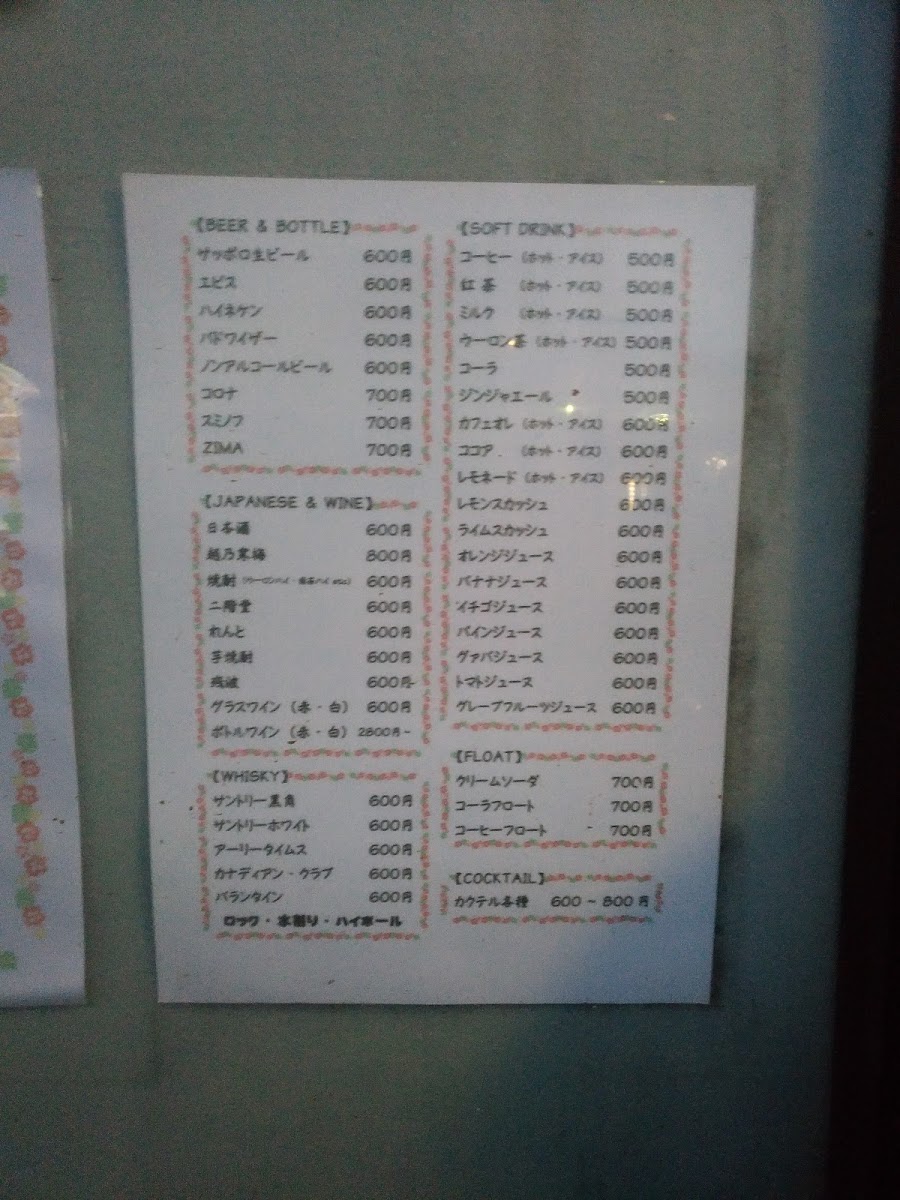 【BEER & BOTTLE】
サッポロ生ビール 600円
エビス 600円
ハイネケン 600円
バドワイザー 600円
ノンアルコールビール 600円
コロナ 700円
スミノフ 700円
ZIMA 700円
【JAPANESE & WINE】
日本酒 600円
越乃寒梅 800円
焼酎 600円
二階堂 600円
れんと 600円
芋焼酎 600円
残波 600円
グラスワイン（赤・白） 600円
ボトルワイン（赤・白） 2800円~
【WHISKY】
サントリー黒角 600円
サントリーホワイト 600円
アーリータイムス 600円
カナディアン・クラブ 600円
バランタイン 600円
ロック・水割り・ハイボール
【SOFT DRINK】
コーヒー（ホット・アイス） 500円
紅茶（ホット・アイス） 500円
ミルク（ホット・アイス） 500円
ウーロン茶（ホット・アイス） 500円
コーラ 500円
ジンジャエール 500円
カフェオレ（ホット・アイス） 600円
ココア（ホット・アイス） 600円
レモネード（ホット・アイス） 600円
レモンスカッシュ 600円
ライムスカッシュ 600円
オレンジジュース 600円
バナナジュース 600円
イチゴジュース 600円
パインジュース 600円
グァバジュース 600円
トマトジュース 600円
グレープフルーツジュース 600円
【FLOAT】
クリームソーダ 700円
コーラフロート 700円
コーヒーフロート 700円
【COCKTAIL】
カクテル各種 600~800円